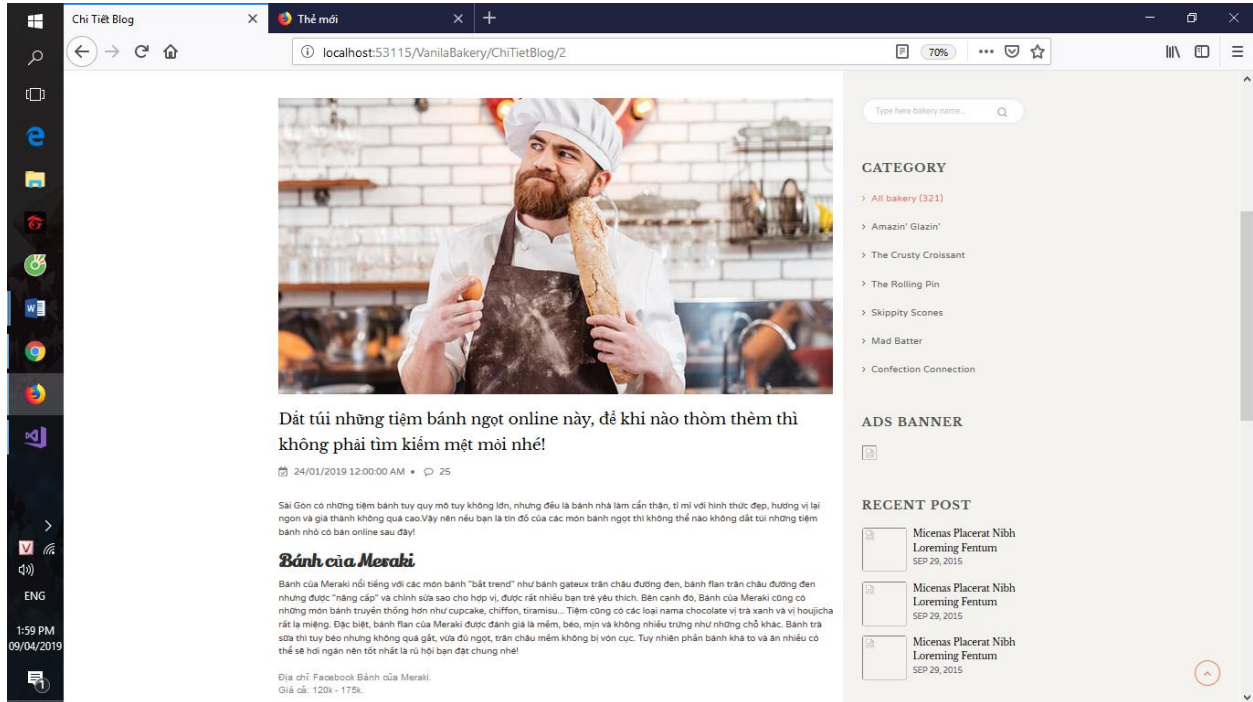 Chi Tiết Blog
Thẻ mới
localhost:53115/VanilaBakery/ChiTietBlog/2
70%
Type here bakery name...
CATEGORY
All bakery (321)
Amazin' Glazin'
The Crusty Croissant
The Rolling Pin
Skippity Scones
Mad Batter
Confection Connection
ADS BANNER
RECENT POST
Micenas Placerat Nibh
Loreming Fentum
SEP 29, 2015
Micenas Placerat Nibh
Loreming Fentum
SEP 29, 2015
Micenas Placerat Nibh
Loreming Fentum
SEP 29, 2015
Dắt túi những tiệm bánh ngọt online này, để khi nào thòm thèm thì
không phải tìm kiếm mệt mỏi nhé!
24/01/2019 12:00:00 AM • 25
Sài Gòn có những tiệm bánh tuy quy mô tuy không lớn, nhưng đều là bánh nhà làm cẩn thận, tỉ mỉ với hình thức đẹp, hương vị lại
ngon và giá thành không quá cao.Vậy nên nếu bạn là tín đồ của các món bánh ngọt thì không thể nào không dắt túi những tiệm
bánh nhỏ có bán online sau đây!
Bánh của Meraki
Bánh của Meraki nổi tiếng với các món bánh "bắt trend" như bánh gateux trân châu đường đen, bánh flan trân châu đường đen
nhưng được "nâng cấp" và chỉnh sửa sao cho hợp vị, được rất nhiều bạn trẻ yêu thích. Bên cạnh đó, Bánh của Meraki cũng có
những món bánh truyền thống hơn như cupcake, chiffon, tiramisu... Tiệm cũng có các loại nama chocolate vị trà xanh và vị houjicha
rất lạ miệng. Đặc biệt, bánh flan của Meraki được đánh giá là mềm, béo, mịn và không nhiều trứng như những chỗ khác. Bánh trà
sữa thì tuy béo nhưng không quá gắt, vừa đủ ngọt, trân châu mềm không bị vón cục. Tuy nhiên phần bánh khá to và ăn nhiều có
thể sẽ hơi ngán nên tốt nhất là rủ hội bạn đặt chung nhé!
Địa chỉ: Facebook Bánh của Meraki.
Giá cả: 120k - 175k.
ENG
1:59 PM
09/04/2019
1